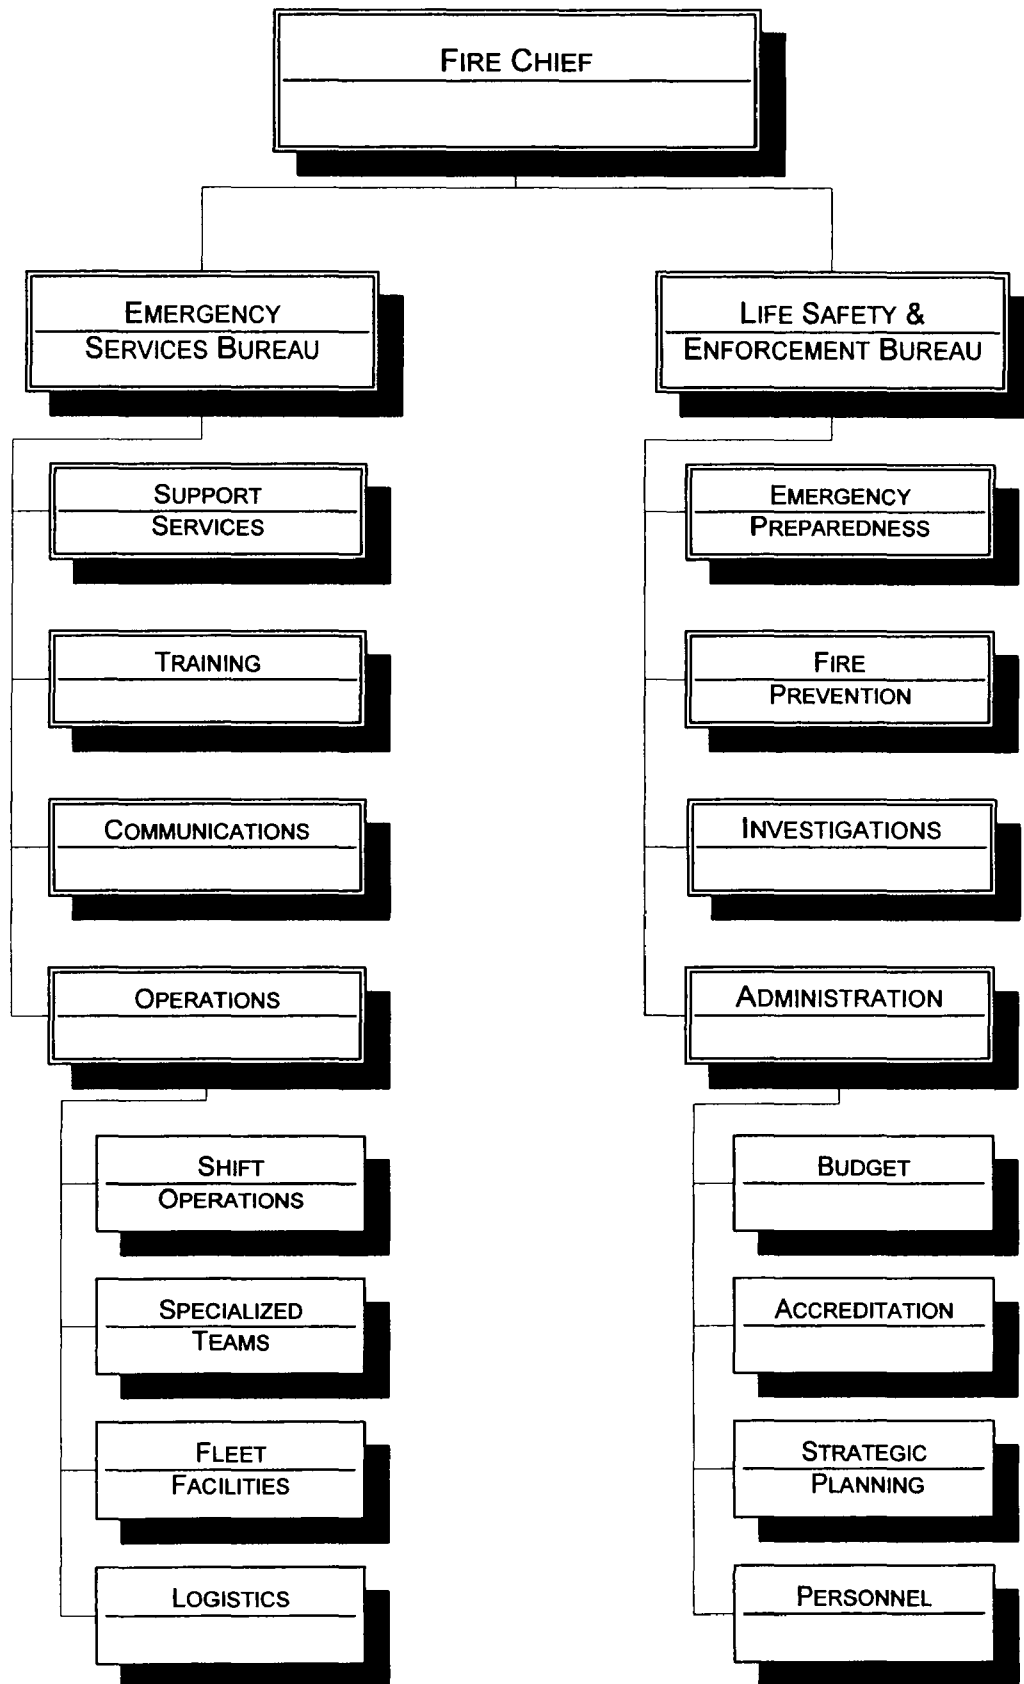 FIRE CHIEF
EMERGENCY
SERVICES BUREAU
SUPPORT
SERVICES
TRAINING
COMMUNICATIONS
OPERATIONS
SHIFT
OPERATIONS
SPECIALIZED
TEAMS
FLEET
FACILITIES
LOGISTICS
LIFE SAFETY &
ENFORCEMENT BUREAU
EMERGENCY
PREPAREDNESS
FIRE
PREVENTION
INVESTIGATIONS
ADMINISTRATION
BUDGET
ACCREDITATION
STRATEGIC
PLANNING
PERSONNEL